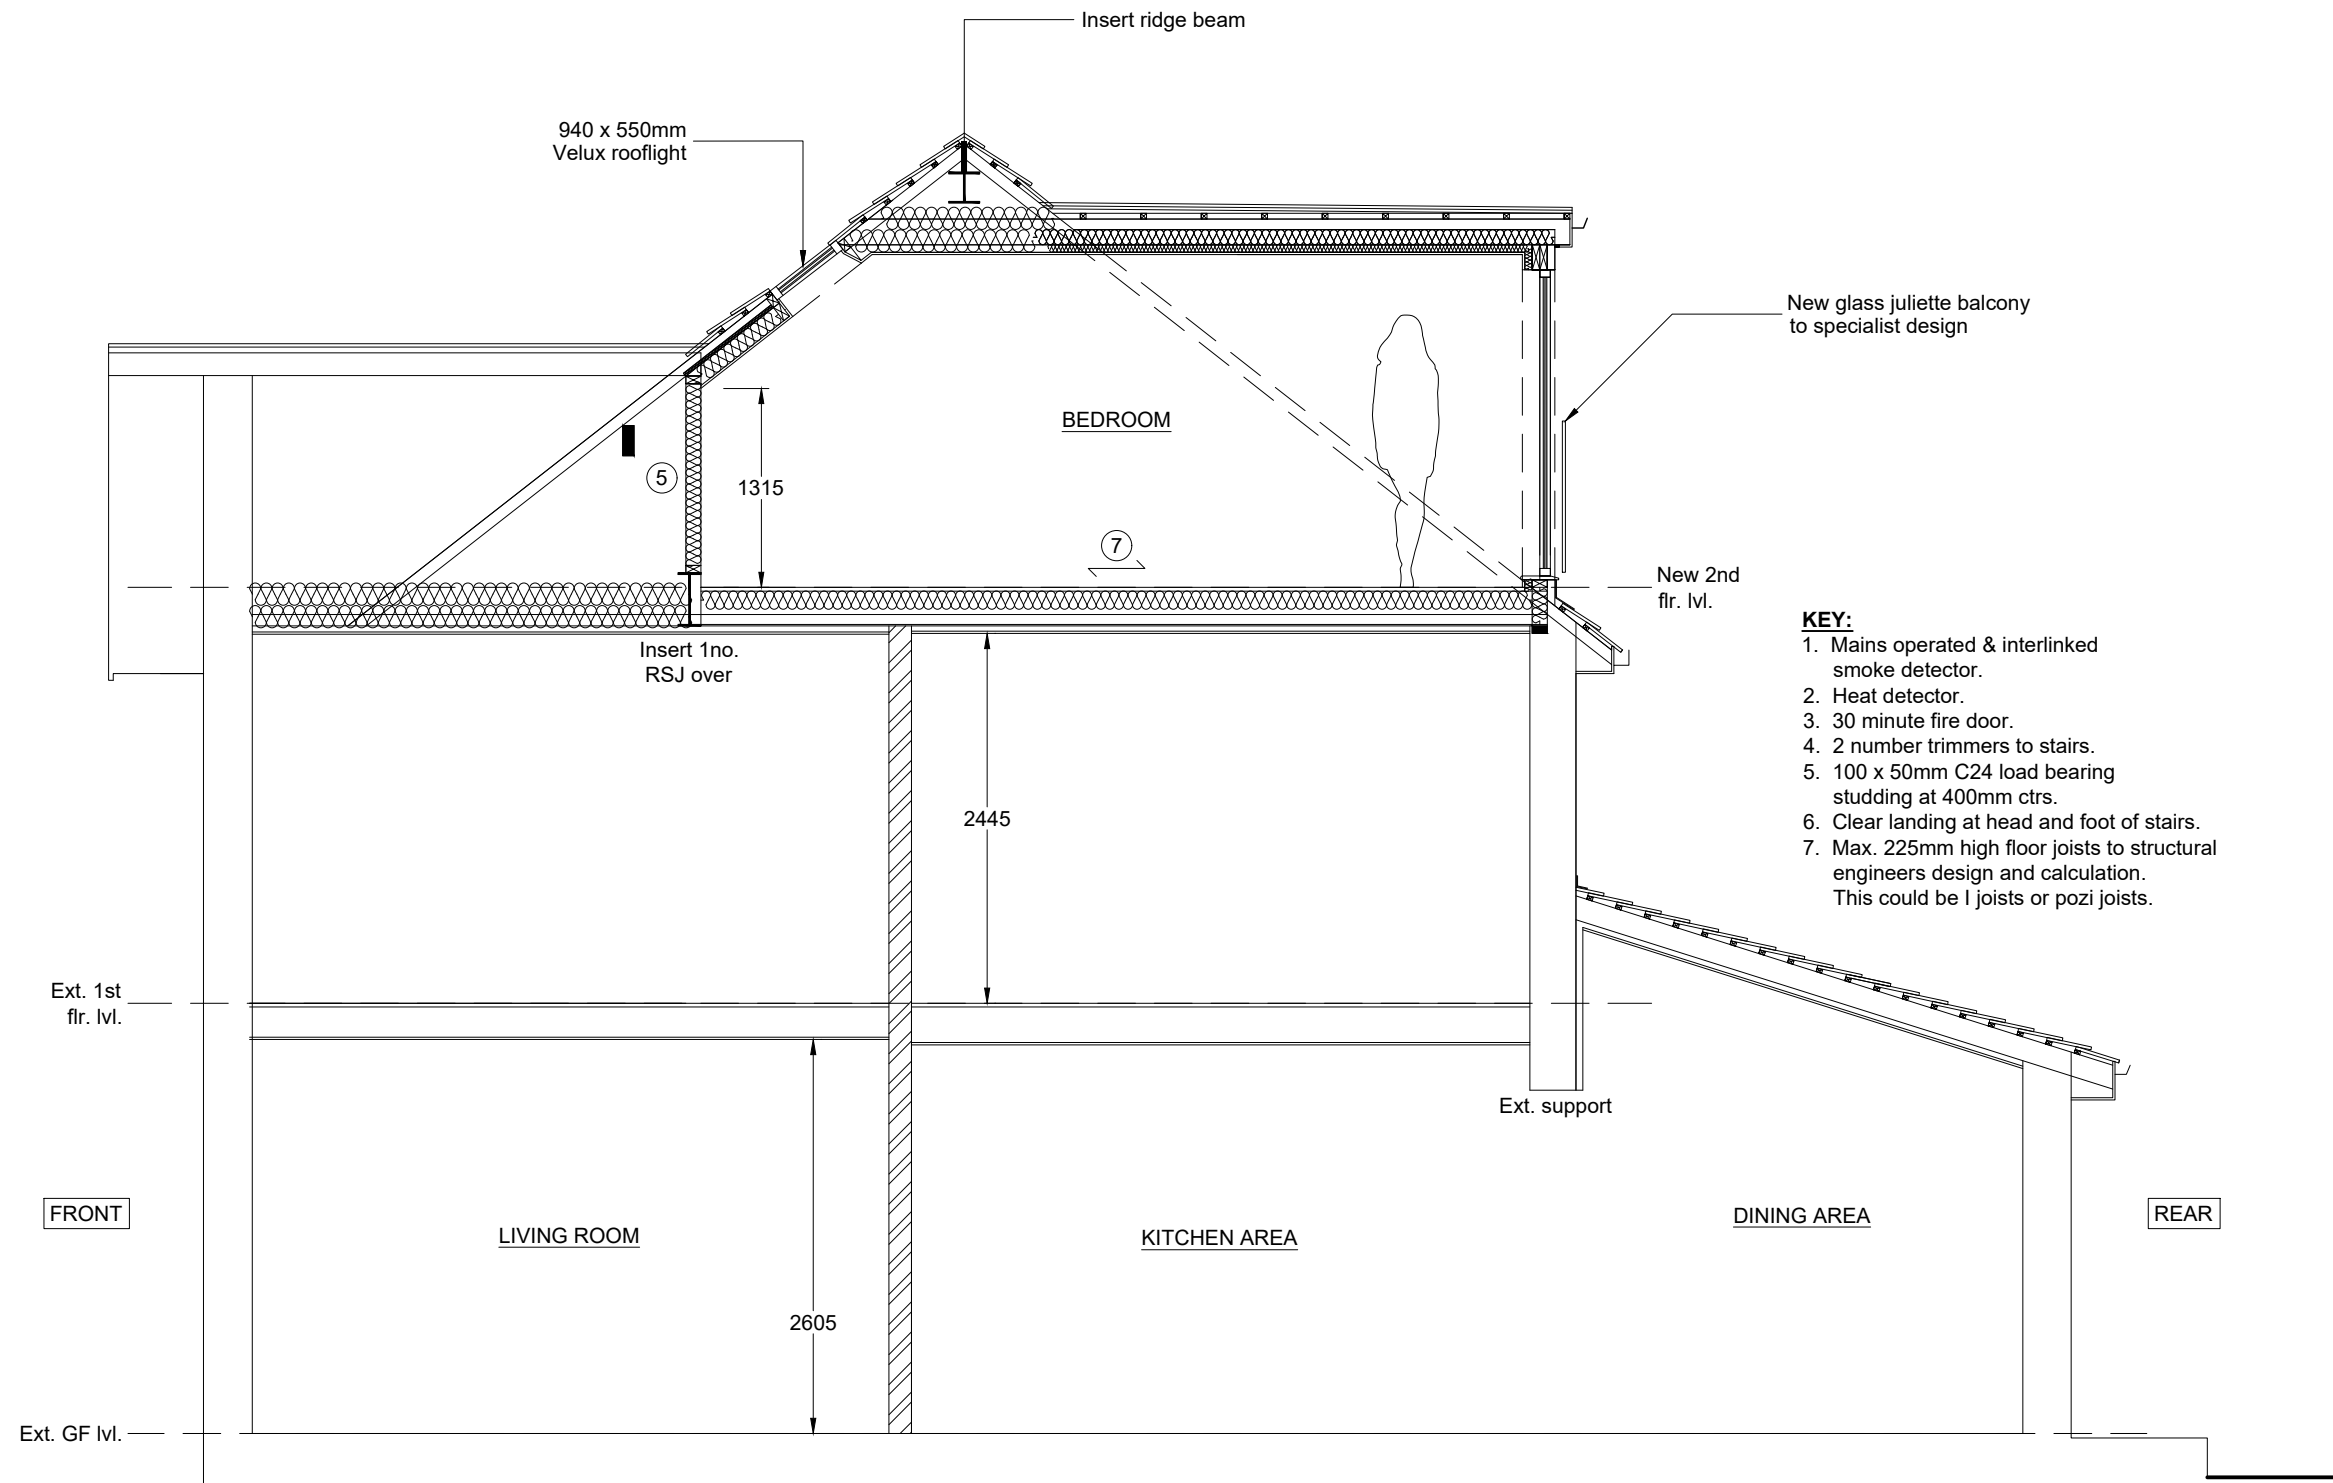 Insert ridge beam
940 x 550mm
Velux rooflight
New glass juliette balcony
to specialist design
BEDROOM
5
1315
7
New 2nd
flr. lvl.
Insert 1no.
RSJ over
KEY:
1. Mains operated & interlinked
smoke detector.
2. Heat detector.
3. 30 minute fire door.
4. 2 number trimmers to stairs.
5. 100 x 50mm C24 load bearing
studding at 400mm ctrs.
6. Clear landing at head and foot of stairs.
7. Max. 225mm high floor joists to structural
engineers design and calculation.
This could be I joists or pozi joists.
2445
Ext. 1st
flr. lvl.
Ext. support
FRONT
LIVING ROOM
KITCHEN AREA
DINING AREA
REAR
2605
Ext. GF lvl.